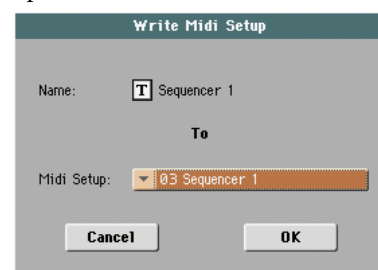 Write Midi Setup
Name: T Sequencer 1
To
Midi Setup: 03 Sequencer 1
Cancel OK